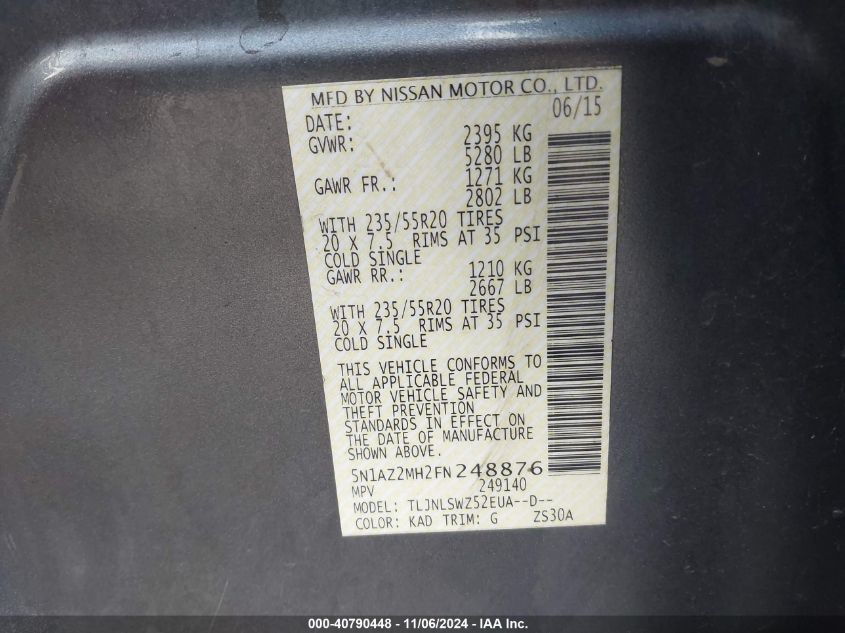 MFD BY NISSAN MOTOR CO., LTD.
DATE: 06/15
GVWR: 2395 KG
5280 LB
GAWR FR.: 1271 KG
2802 LB
WITH 235/55R20 TIRES
20 X 7.5 RIMS AT 35 PSI
COLD SINGLE
GAWR RR.: 1210 KG
2667 LB
WITH 235/55R20 TIRES
20 X 7.5 RIMS AT 35 PSI
COLD SINGLE
THIS VEHICLE CONFORMS TO
ALL APPLICABLE FEDERAL
MOTOR VEHICLE SAFETY AND
THEFT PREVENTION
STANDARDS IN EFFECT ON
THE DATE OF MANUFACTURE
SHOWN ABOVE.
5N1AZ2MH2FN248876
MPV 249140
MODEL: TLJNLSWZ52EUA--D--
COLOR: KAD TRIM: G ZS30A
000-40790448 - 11/06/2024 - IAA Inc.